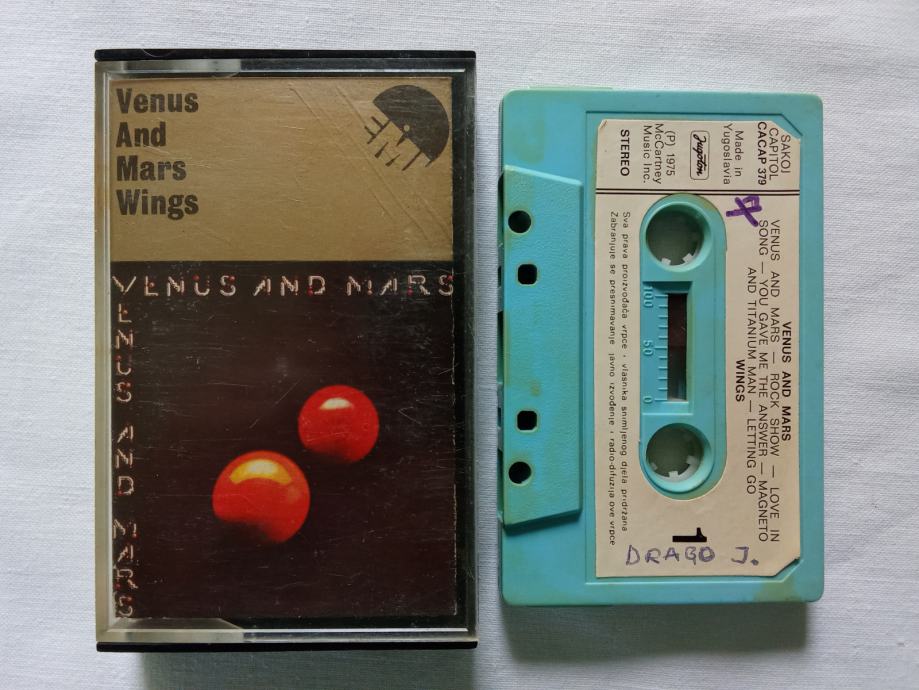 Venus
And
Mars
Wings
EMI
VENUS AND MARS
VENUS AND MARS
SAKOJ
CAPITOL
CACAP 379
Made in
Yugoslavia
Jugoton
(P) 1975
McCartney
Music Inc.
STEREO
VENUS AND MARS
VENUS AND MARS — ROCK SHOW — LOVE IN
SONG — YOU GAVE ME THE ANSWER — MAGNETO
AND TITANIUM MAN — LETTING GO
WINGS
100 50 0
Sva prava proizvođača vrpce i vlasnika snimljenog djela pridržana
Zabranjuje se presnimavanje javno izvođenje i radio-difuzija ove vrpce
1
DRAGO J.